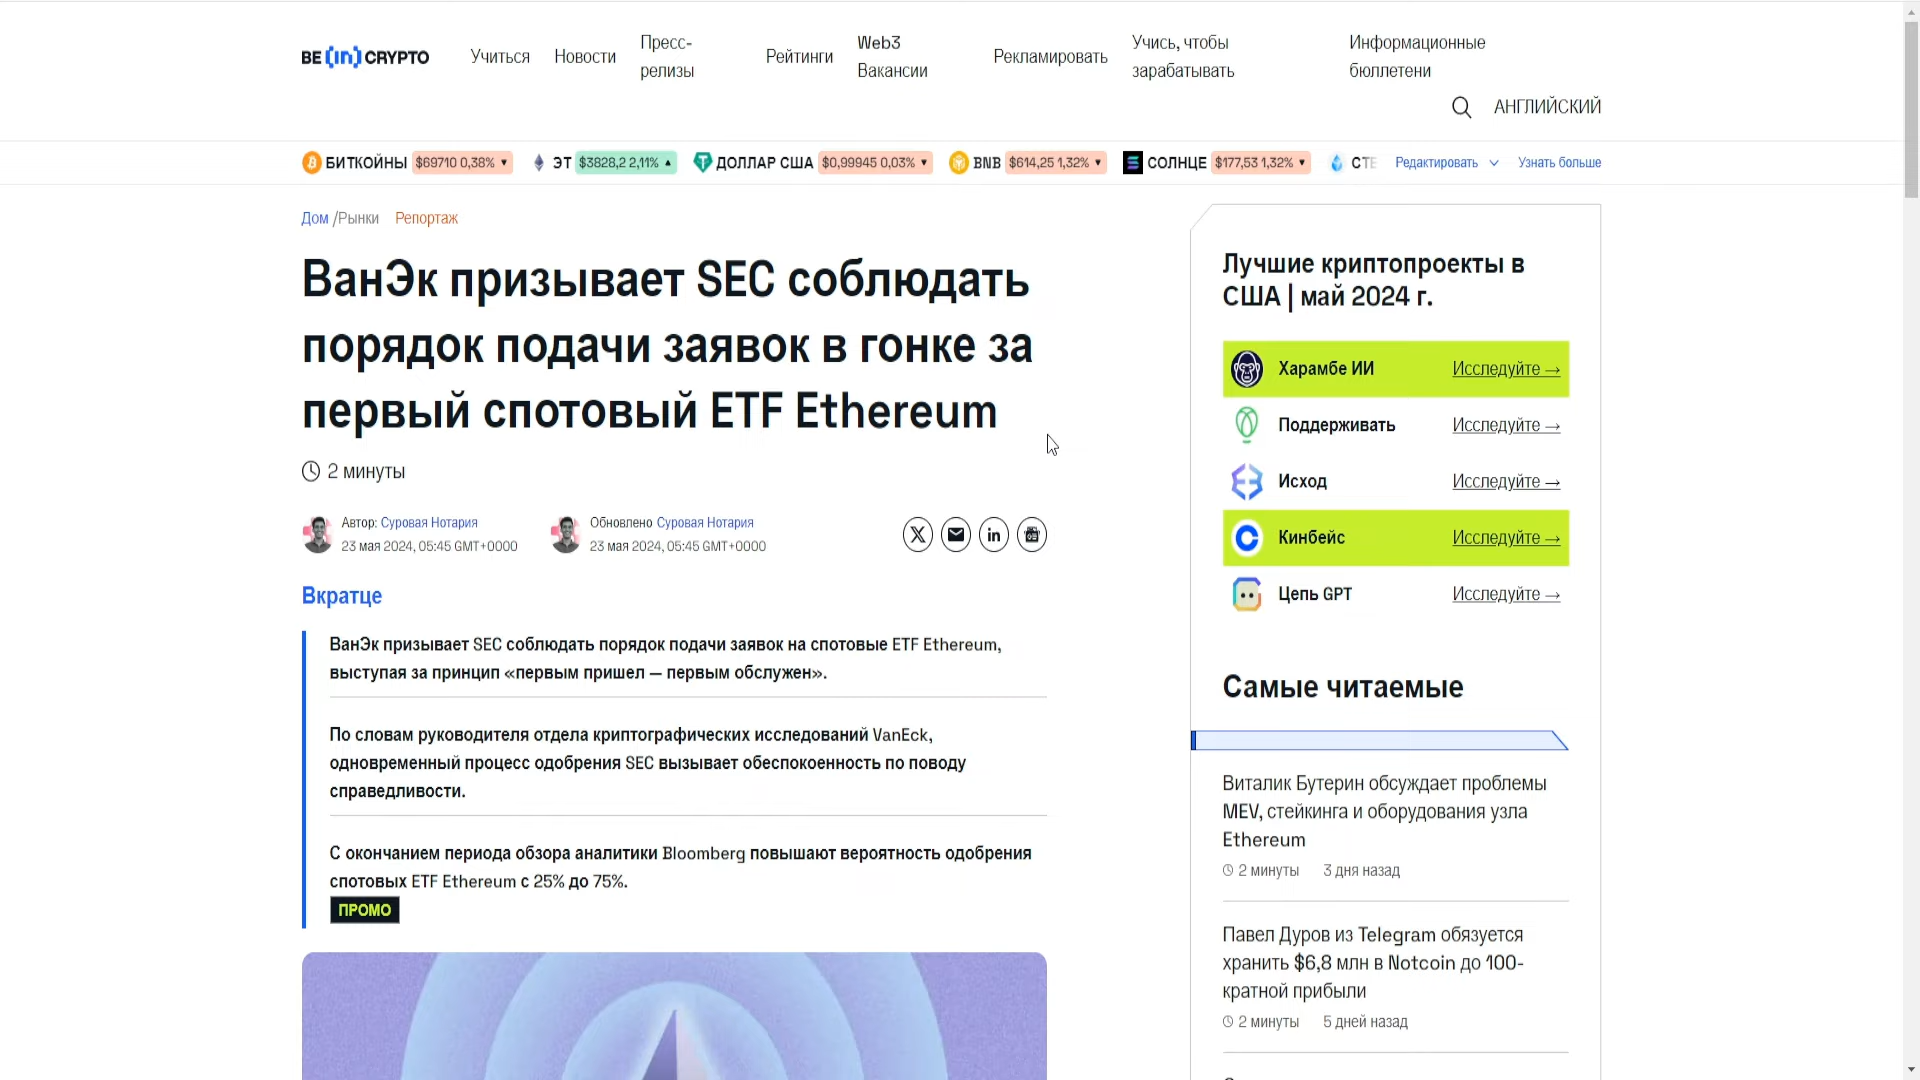 BE [in] CRYPTO
Учиться
Новости
Пресс-
релизы
Рейтинги
Web3
Вакансии
Рекламировать
Учись, чтобы
зарабатывать
Информационные
бюллетени
АНГЛИЙСКИЙ
БИТКОЙНЫ $69710 0,38% ▼
ЭТ $3828,2 2,11% ▲
ДОЛЛАР США $0,99945 0,03% ▼
BNB $614,25 1,32% ▼
СОЛНЦЕ $177,53 1,32% ▼
СТЕ
Редактировать
Узнать больше
Дом /Рынки Репортаж
ВанЭк призывает SEC соблюдать
порядок подачи заявок в гонке за
первый спотовый ETF Ethereum
2 минуты
Автор: Суровая Нотария
23 мая 2024, 05:45 GMT+0000
Обновлено Суровая Нотария
23 мая 2024, 05:45 GMT+0000
Вкратце
ВанЭк призывает SEC соблюдать порядок подачи заявок на спотовые ETF Ethereum,
выступая за принцип «первым пришел — первым обслужен».
По словам руководителя отдела криптографических исследований VanEck,
одновременный процесс одобрения SEC вызывает обеспокоенность по поводу
справедливости.
С окончанием периода обзора аналитики Bloomberg повышают вероятность одобрения
спотовых ETF Ethereum с 25% до 75%.
ПРОМО
Лучшие криптопроекты в
США | май 2024 г.
Харамбе ИИ Исследуйте →
Поддерживать Исследуйте →
Исход Исследуйте →
Кинбейс Исследуйте →
Цепь GPT Исследуйте →
Самые читаемые
Виталик Бутерин обсуждает проблемы
MEV, стейкинга и оборудования узла
Ethereum
2 минуты 3 дня назад
Павел Дуров из Telegram обязуется
хранить $6,8 млн в Notcoin до 100-
кратной прибыли
2 минуты 5 дней назад